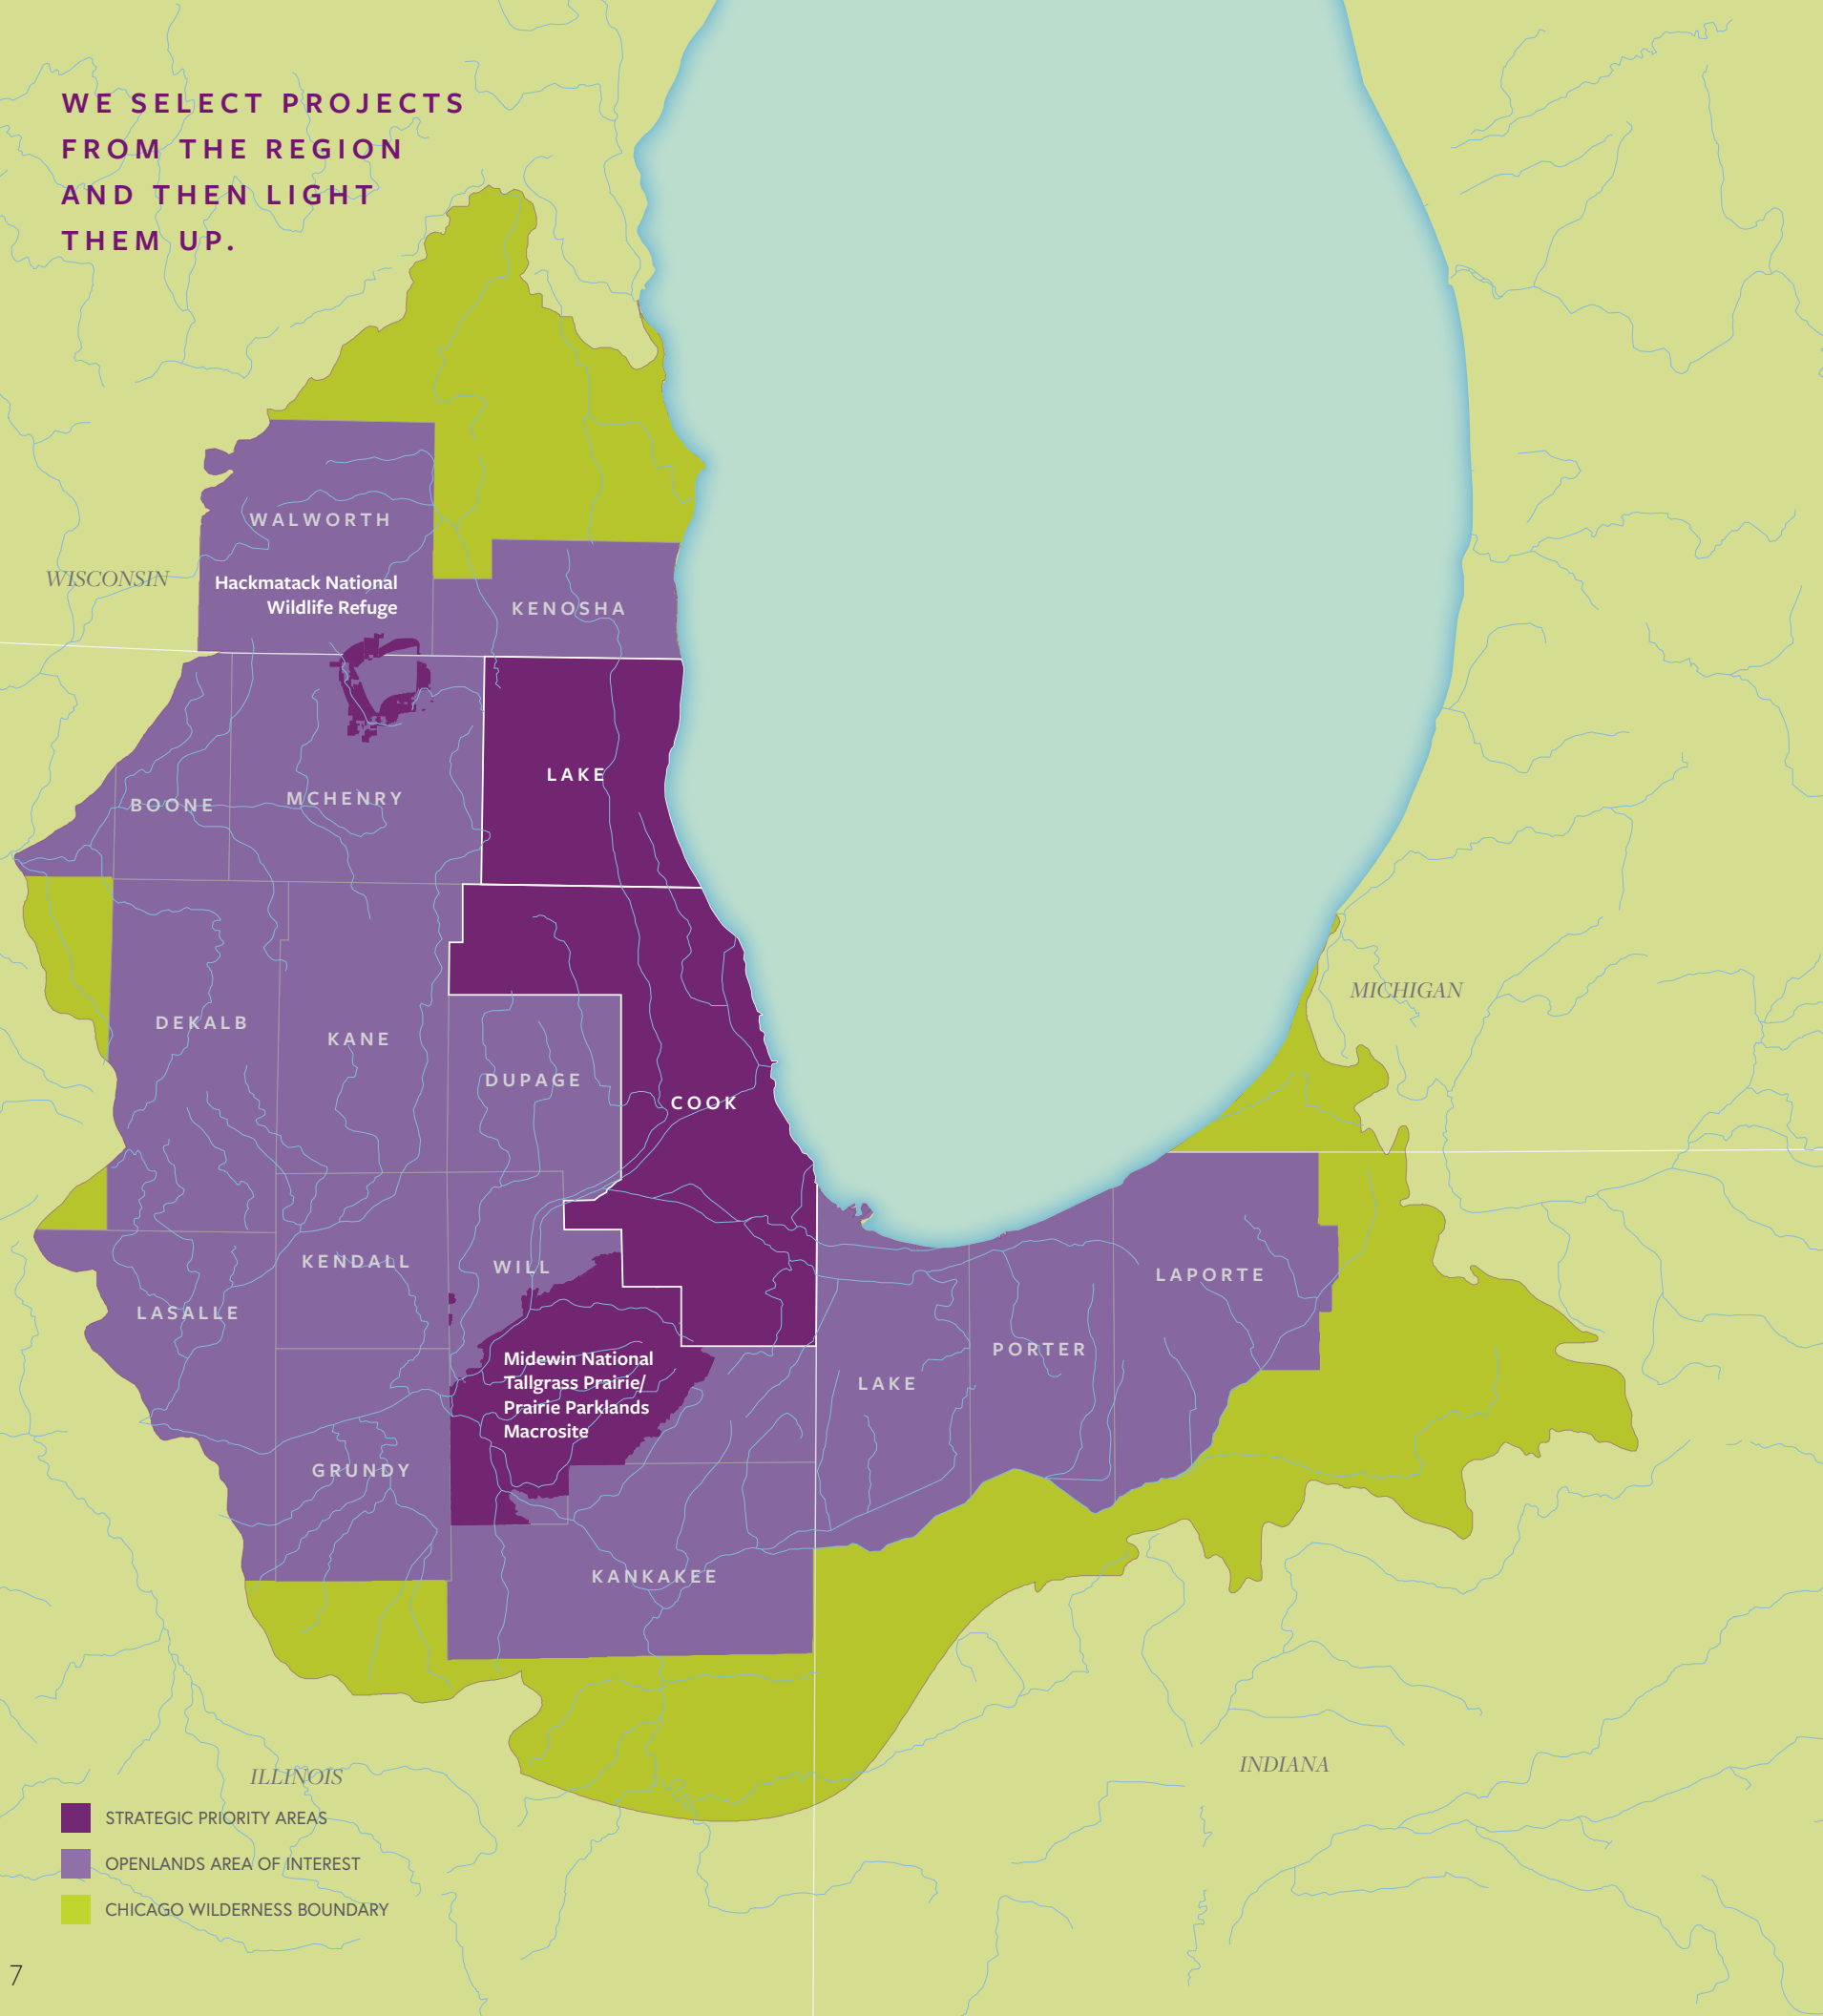 WE SELECT PROJECTS
FROM THE REGION
AND THEN LIGHT
THEM UP.
WALWORTH
WISCONSIN
Hackmatack National
Wildlife Refuge
KENOSHA
LAKE
BOONE
MCHENRY
MICHIGAN
DEKALB
KANE
DUPAGE
COOK
KENDALL
WILL
LAPORTE
LASALLE
PORTER
Midewin National
Tallgrass Prairie/
Prairie Parklands
Macrosite
LAKE
GRUNDY
KANKAKEE
INDIANA
ILLINOIS
STRATEGIC PRIORITY AREAS
OPENLANDS AREA OF INTEREST
CHICAGO WILDERNESS BOUNDARY
7